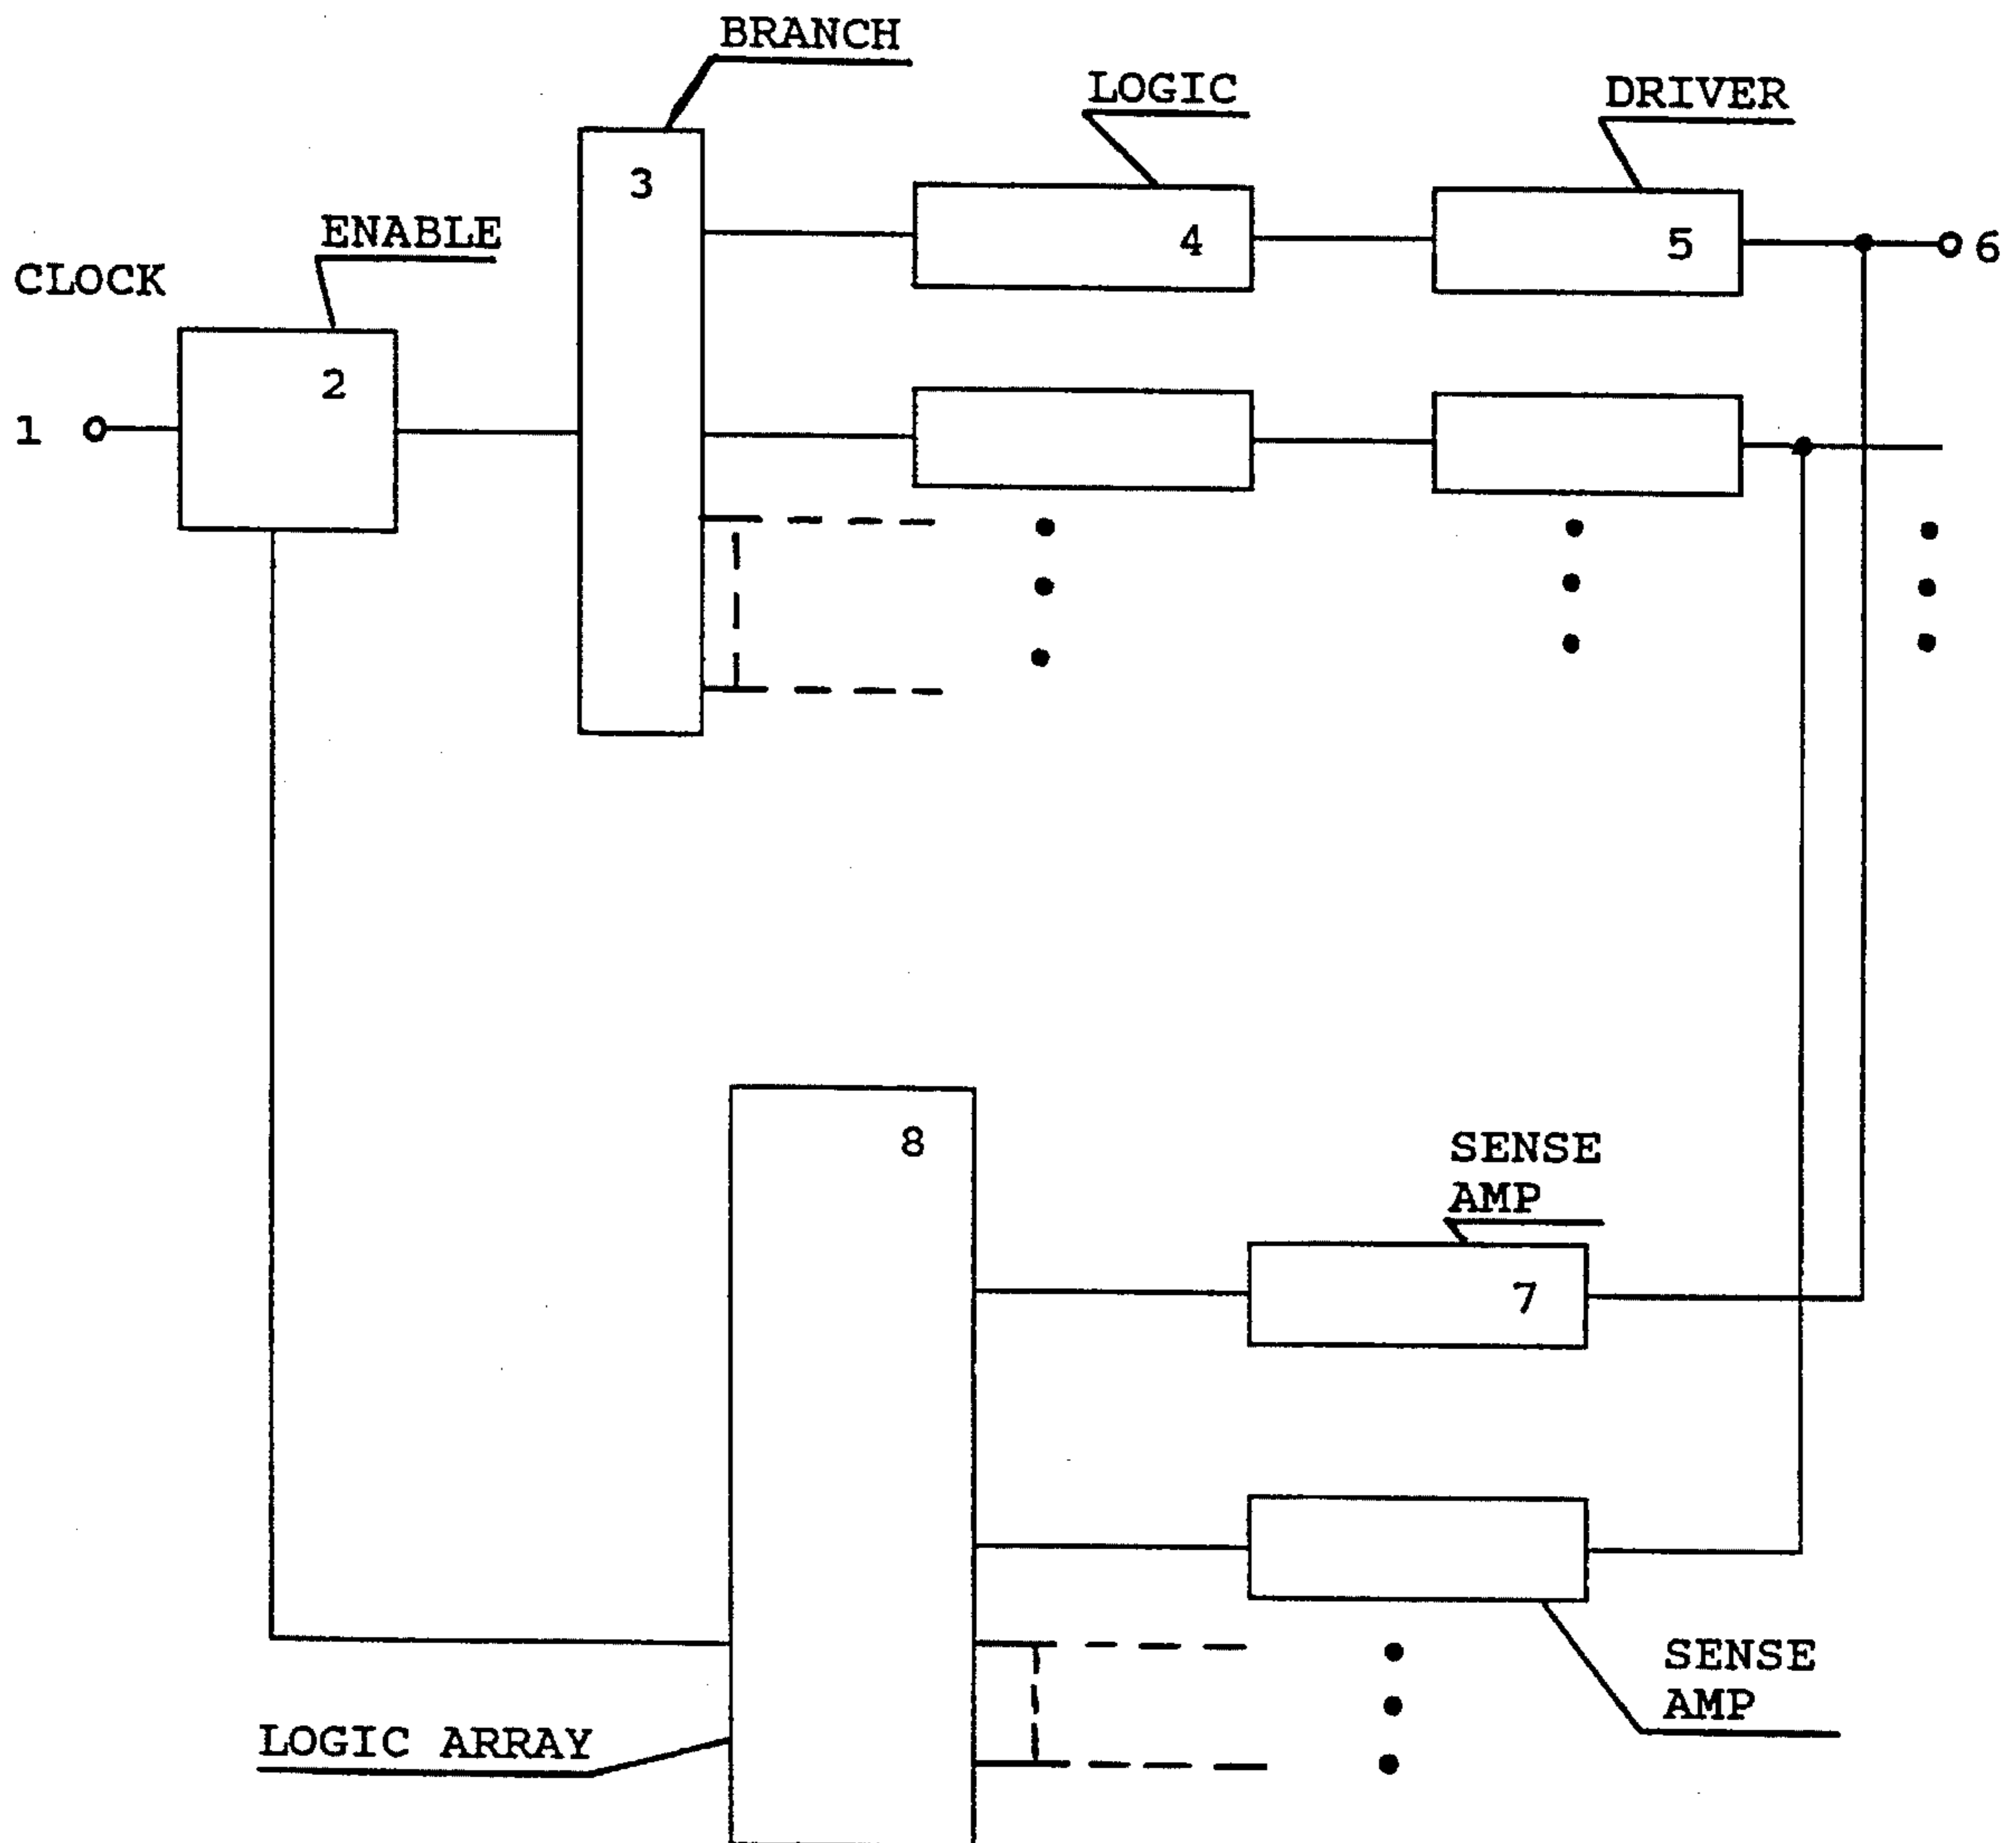 BRANCH
LOGIC
DRIVER
3
ENABLE
4
5
6
CLOCK
2
1
8
SENSE
AMP
7
SENSE
AMP
LOGIC ARRAY